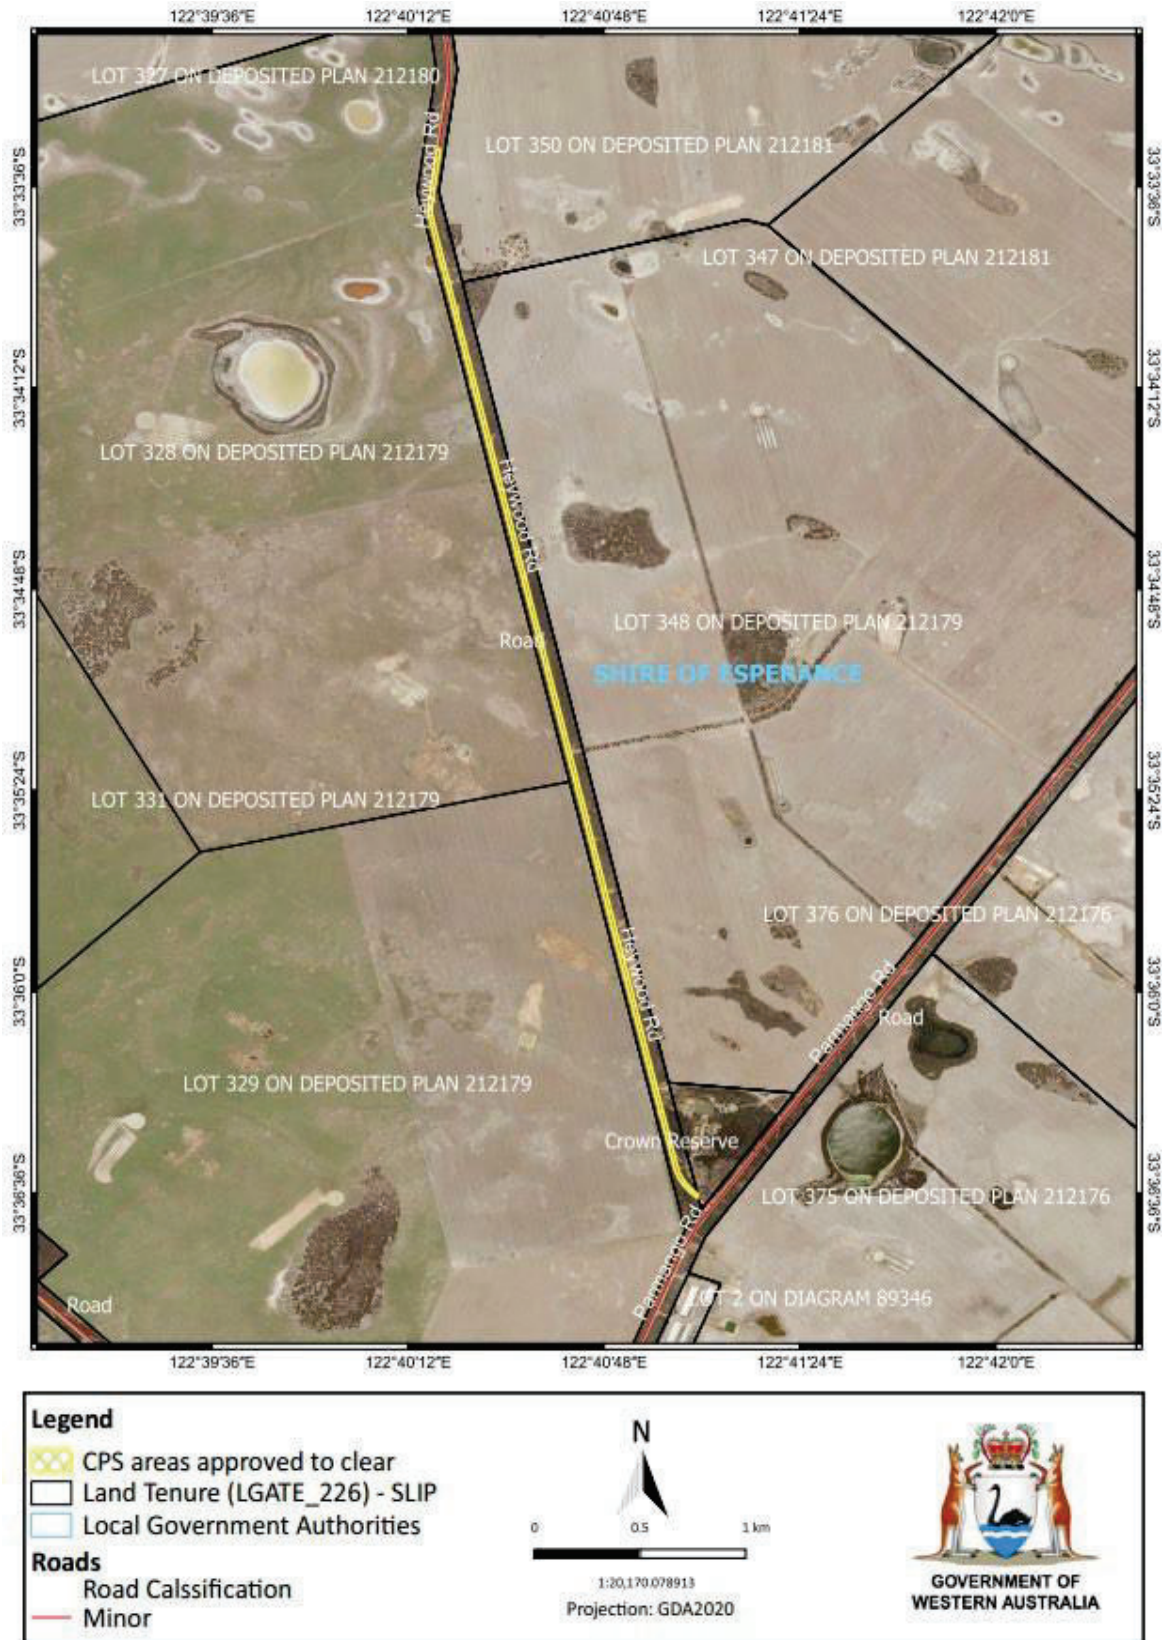 122°39'36"E 122°40'12"E 122°40'48"E 122°41'24"E 122°42'0"E
LOT 327 ON DEPOSITED PLAN 212180
Heywood Rd
LOT 350 ON DEPOSITED PLAN 212181
33°33'36"S
33°33'36"S
LOT 347 ON DEPOSITED PLAN 212181
33°34'12"S
33°34'12"S
LOT 328 ON DEPOSITED PLAN 212179
Heywood Rd
33°34'48"S
33°34'48"S
LOT 348 ON DEPOSITED PLAN 212179
Road
SHIRE OF ESPERANCE
33°35'24"S
33°35'24"S
LOT 331 ON DEPOSITED PLAN 212179
LOT 376 ON DEPOSITED PLAN 212176
Heywood Rd
33°36'0"S
33°36'0"S
Parmango Rd
Road
LOT 329 ON DEPOSITED PLAN 212179
Crown Reserve
33°36'36"S
33°36'36"S
LOT 375 ON DEPOSITED PLAN 212176
Parmango Rd
Road
LOT 2 ON DIAGRAM 89346
122°39'36"E 122°40'12"E 122°40'48"E 122°41'24"E 122°42'0"E
Legend
CPS areas approved to clear
Land Tenure (LGATE_226) - SLIP
Local Government Authorities
Roads
Road Calssification
Minor
N
0 0.5 1 km
1:20,170.078913
Projection: GDA2020
GOVERNMENT OF
WESTERN AUSTRALIA